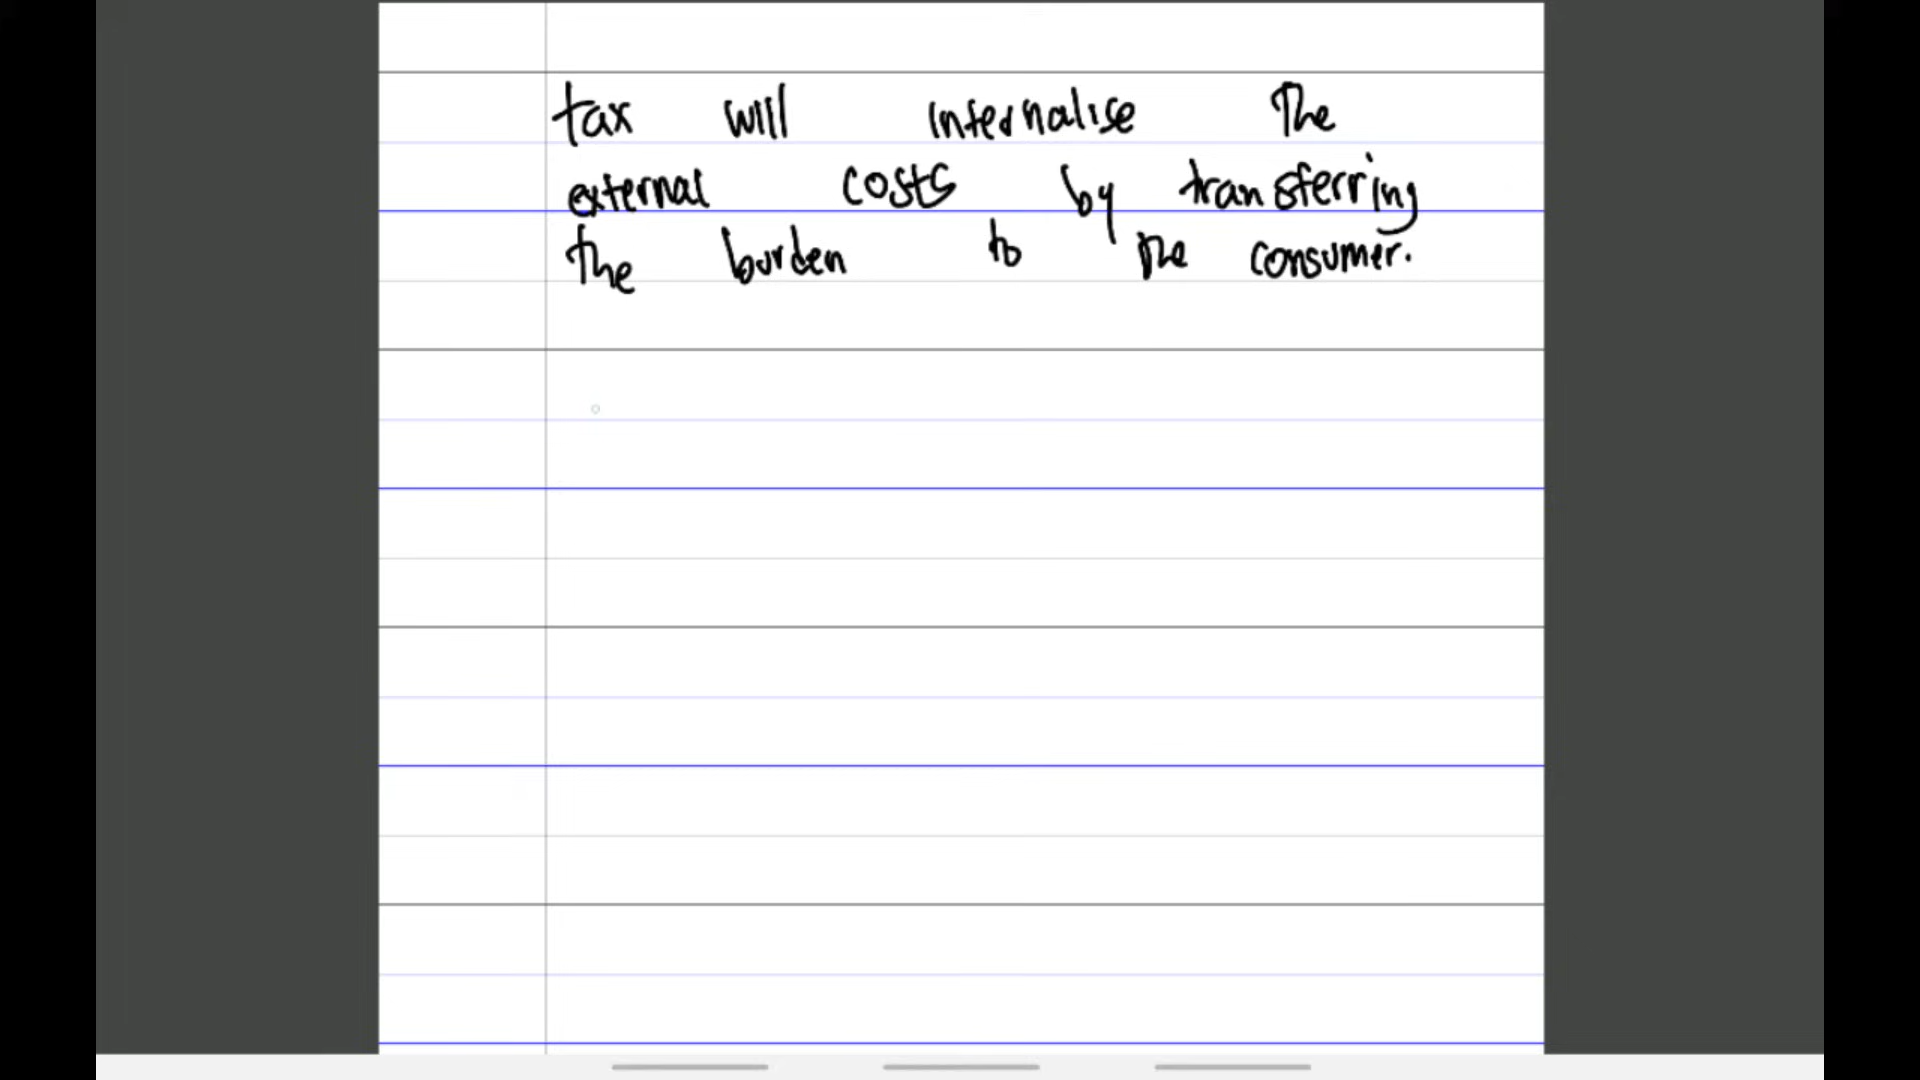 tax will internalise the
external costs by transferring
the burden to the consumer.